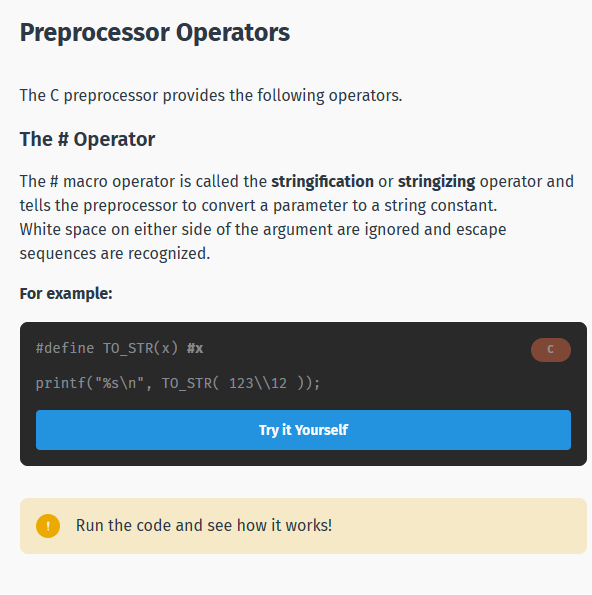 Preprocessor Operators
The C preprocessor provides the following operators.
The # Operator
The # macro operator is called the stringification or stringizing operator and
tells the preprocessor to convert a parameter to a string constant.
White space on either side of the argument are ignored and escape
sequences are recognized.
For example:
#define TO_STR(x) #x
C
printf("%s\n", TO_STR( 123\\12 ));
Try it Yourself
! Run the code and see how it works!